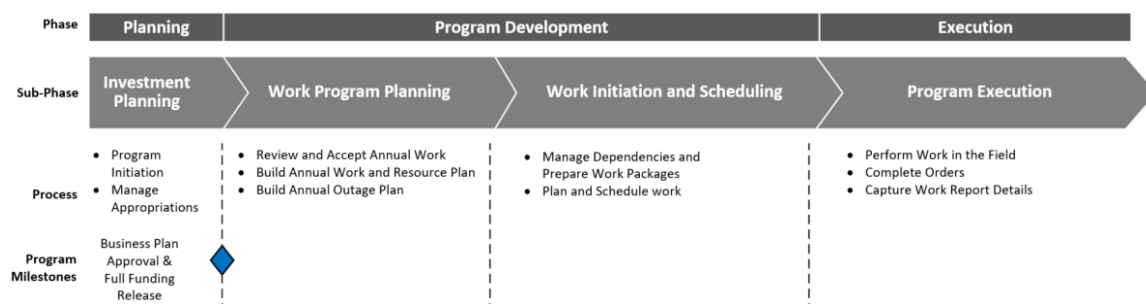 Phase
Planning
Program Development
Execution
Sub-Phase
Investment
Planning
Work Program Planning
Work Initiation and Scheduling
Program Execution
Process
• Program
Initiation
• Manage
Appropriations
• Review and Accept Annual Work
• Build Annual Work and Resource Plan
• Build Annual Outage Plan
• Manage Dependencies and
Prepare Work Packages
• Plan and Schedule work
• Perform Work in the Field
• Complete Orders
• Capture Work Report Details
Program
Milestones
Business Plan
Approval &
Full Funding
Release